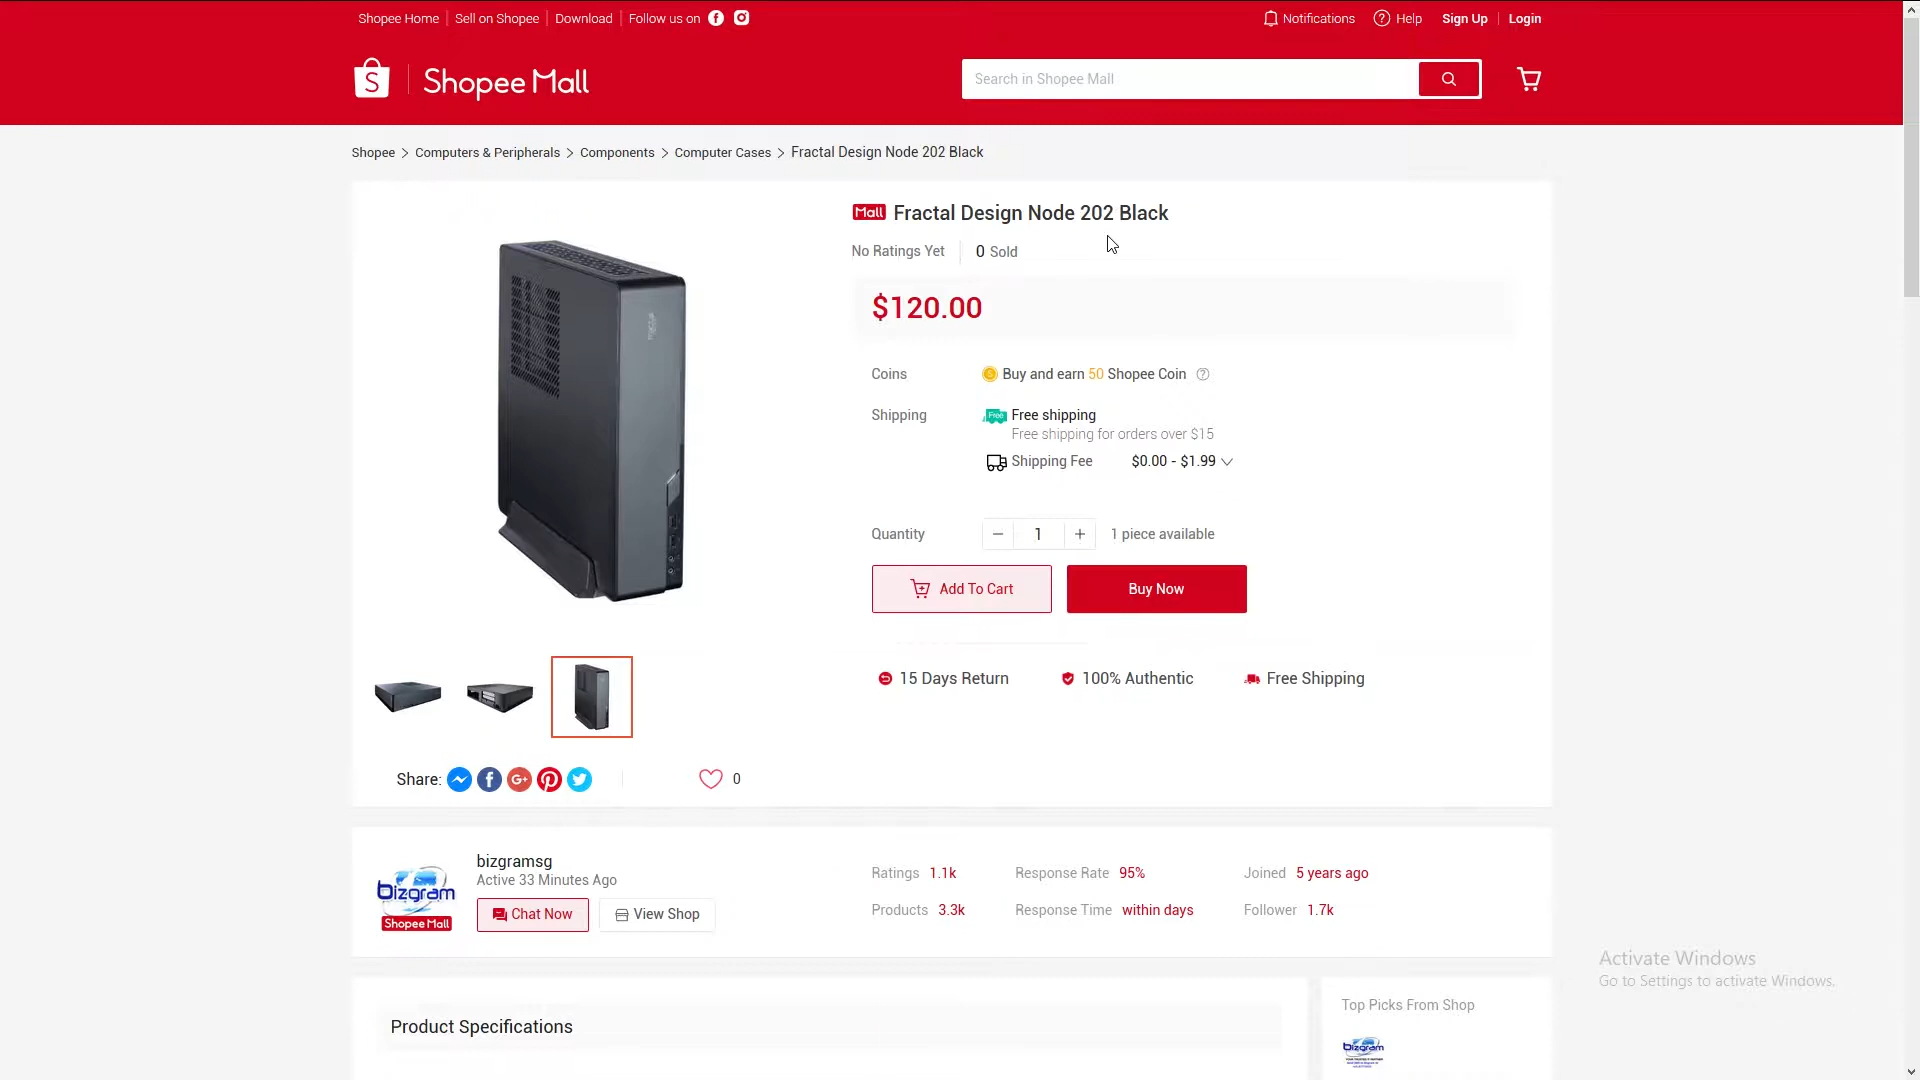 Shopee Home
Sell on Shopee
Download
Follow us on
Notifications
Help
Sign Up
Login
Shopee Mall
Search in Shopee Mall
Shopee > Computers & Peripherals > Components > Computer Cases > Fractal Design Node 202 Black
Mall Fractal Design Node 202 Black
No Ratings Yet
0 Sold
$120.00
Coins
Buy and earn 50 Shopee Coin
Shipping
Free
Free shipping
Free shipping for orders over $15
Shipping Fee
$0.00 - $1.99
Quantity
1
1 piece available
Add To Cart
Buy Now
15 Days Return
100% Authentic
Free Shipping
Share:
0
bizgram
Shopee Mall
bizgramsg
Active 33 Minutes Ago
Chat Now
View Shop
Ratings 1.1k
Response Rate 95%
Joined 5 years ago
Products 3.3k
Response Time within days
Follower 1.7k
Activate Windows
Go to Settings to activate Windows.
Product Specifications
Top Picks From Shop
bizgram